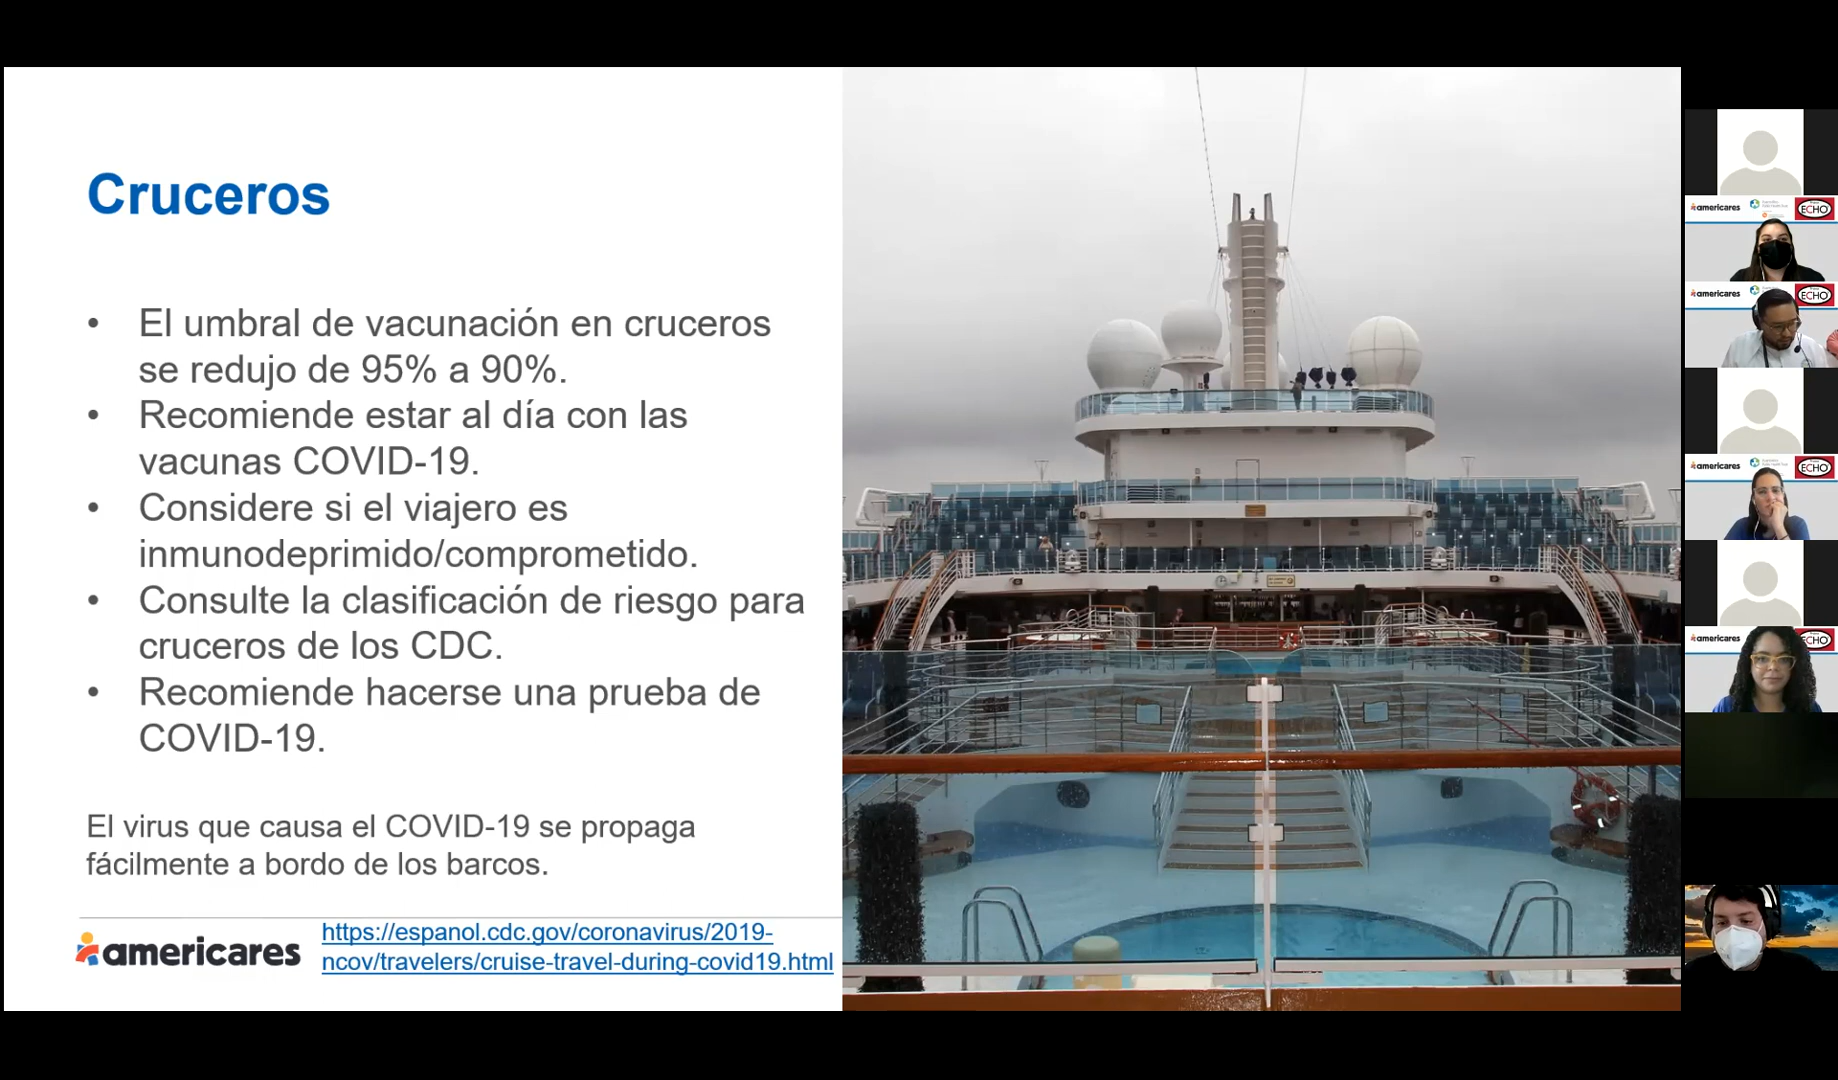 Cruceros
• El umbral de vacunación en cruceros
se redujo de 95% a 90%.
• Recomiende estar al día con las
vacunas COVID-19.
• Considere si el viajero es
inmunodeprimido/comprometido.
• Consulte la clasificación de riesgo para
cruceros de los CDC.
• Recomiende hacerse una prueba de
COVID-19.
El virus que causa el COVID-19 se propaga
fácilmente a bordo de los barcos.
americares
https://espanol.cdc.gov/coronavirus/2019-
ncov/travelers/cruise-travel-during-covid19.html
americares
ECHO
americares
ECHO
americares
ECHO
americares
ECHO